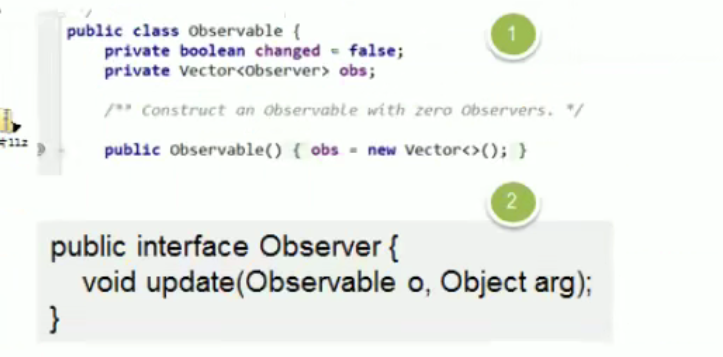 public class Observable {
private boolean changed = false;
private Vector<Observer> obs;
/** Construct an Observable with zero Observers. */
public Observable() { obs = new Vector<>(); }
1
2
public interface Observer {
void update(Observable o, Object arg);
}